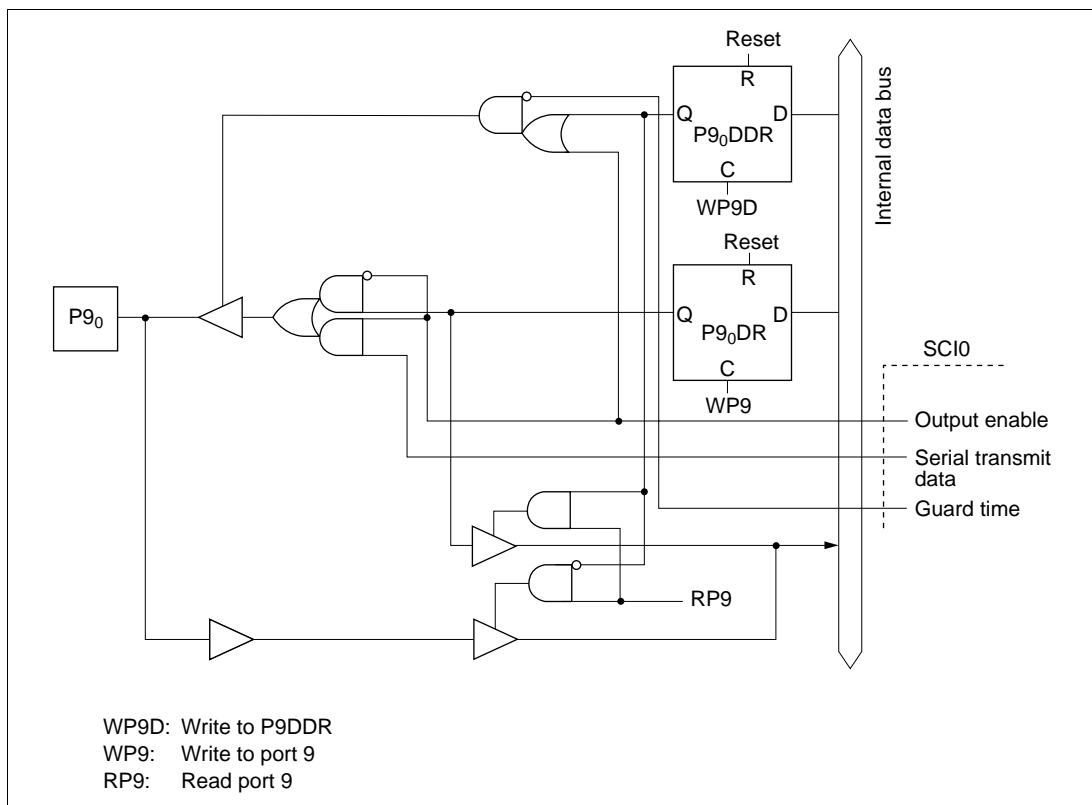 Reset
R
Q
D
P9₀DDR
C
WP9D
Internal data bus
Reset
R
Q
D
P9₀DR
C
WP9
P9₀
SCI0
Output enable
Serial transmit
data
Guard time
RP9
WP9D: Write to P9DDR
WP9: Write to port 9
RP9: Read port 9